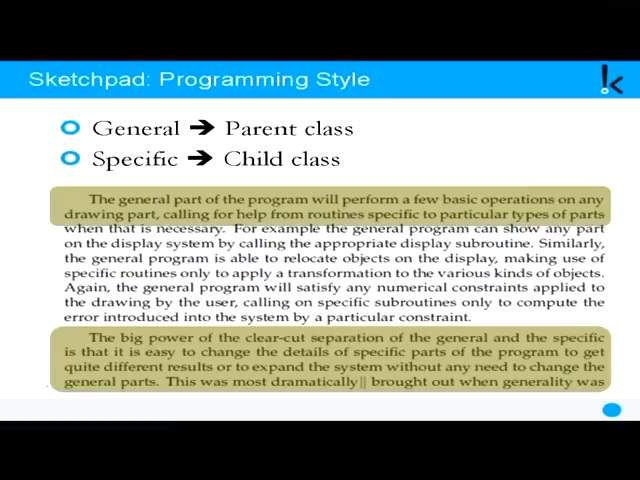 Sketchpad: Programming Style
General ➔ Parent class
Specific ➔ Child class
The general part of the program will perform a few basic operations on any
drawing part, calling for help from routines specific to particular types of parts
when that is necessary. For example the general program can show any part
on the display system by calling the appropriate display subroutine. Similarly,
the general program is able to relocate objects on the display, making use of
specific routines only to apply a transformation to the various kinds of objects.
Again, the general program will satisfy any numerical constraints applied to
the drawing by the user, calling on specific subroutines only to compute the
error introduced into the system by a particular constraint.
The big power of the clear-cut separation of the general and the specific
is that it is easy to change the details of specific parts of the program to get
quite different results or to expand the system without any need to change the
general parts. This was most dramatically|| brought out when generality was